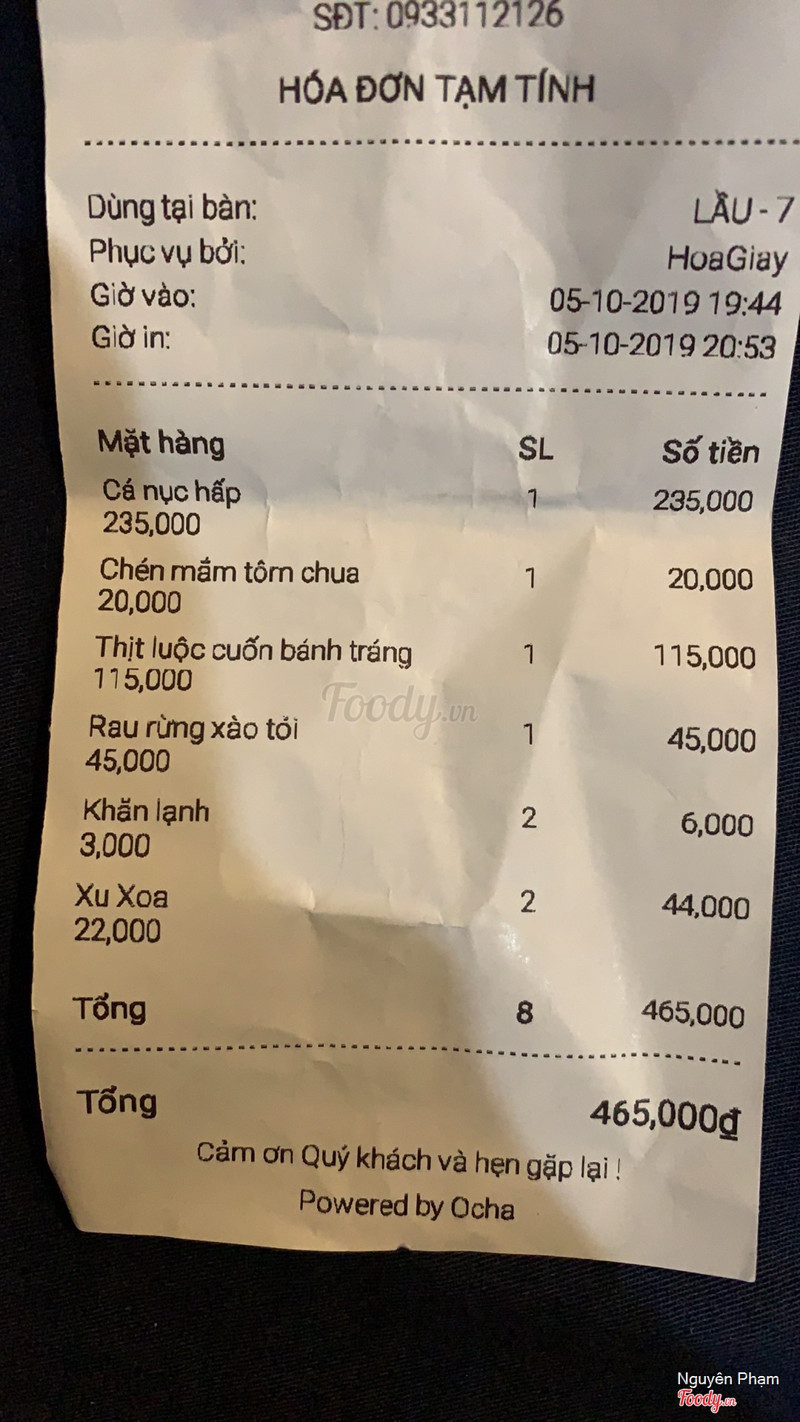 SĐT: 0933112126
HÓA ĐƠN TẠM TÍNH
Dùng tại bàn: LẦU - 7
Phục vụ bởi: HoaGiay
Giờ vào: 05-10-2019 19:44
Giờ in: 05-10-2019 20:53
Mặt hàng SL Số tiền
Cá nục hấp 1 235,000
235,000
Chén mắm tôm chua 1 20,000
20,000
Thịt luộc cuốn bánh tráng 1 115,000
115,000
Rau rừng xào tỏi 1 45,000
45,000
Khăn lạnh 2 6,000
3,000
Xu Xoa 2 44,000
22,000
Tổng 8 465,000
Tổng 465,000₫
Cảm ơn Quý khách và hẹn gặp lại !
Powered by Ocha
Foody.vn
Nguyên Phạm
Foody.vn